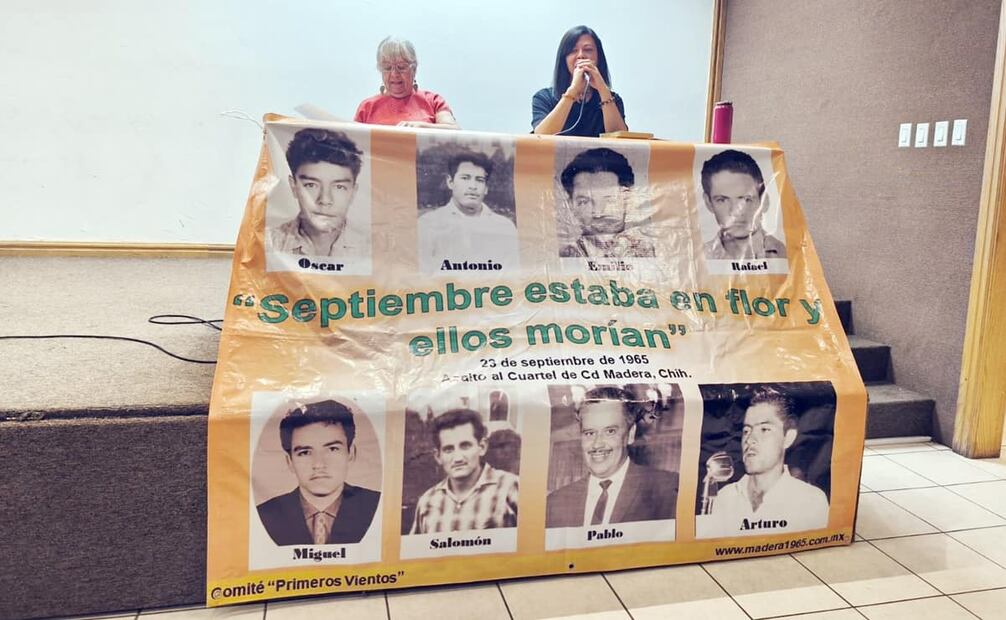 Oscar
Antonio
Emilio
Rafael
“Septiembre estaba en flor y
ellos morían”
23 de septiembre de 1965
Asalto al Cuartel de Cd Madera, Chih.
Miguel
Salomón
Pablo
Arturo
www.madera1965.com.mx
Comité “Primeros Vientos”